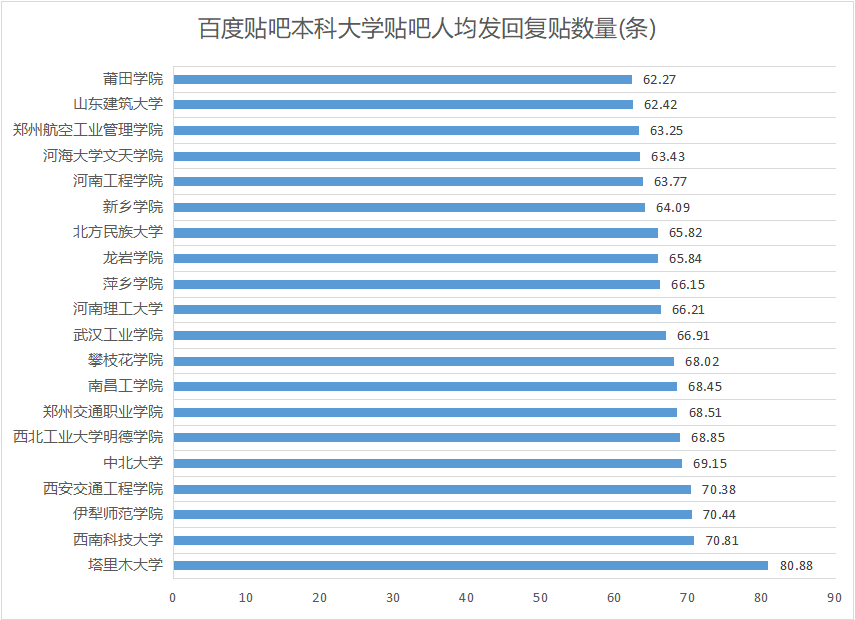 百度贴吧本科大学贴吧人均发回复贴数量(条)
莆田学院 62.27
山东建筑大学 62.42
郑州航空工业管理学院 63.25
河海大学文天学院 63.43
河南工程学院 63.77
新乡学院 64.09
北方民族大学 65.82
龙岩学院 65.84
萍乡学院 66.15
河南理工大学 66.21
武汉工业学院 66.91
攀枝花学院 68.02
南昌工学院 68.45
郑州交通职业学院 68.51
西北工业大学明德学院 68.85
中北大学 69.15
西安交通工程学院 70.38
伊犁师范学院 70.44
西南科技大学 70.81
塔里木大学 80.88
0 10 20 30 40 50 60 70 80 90